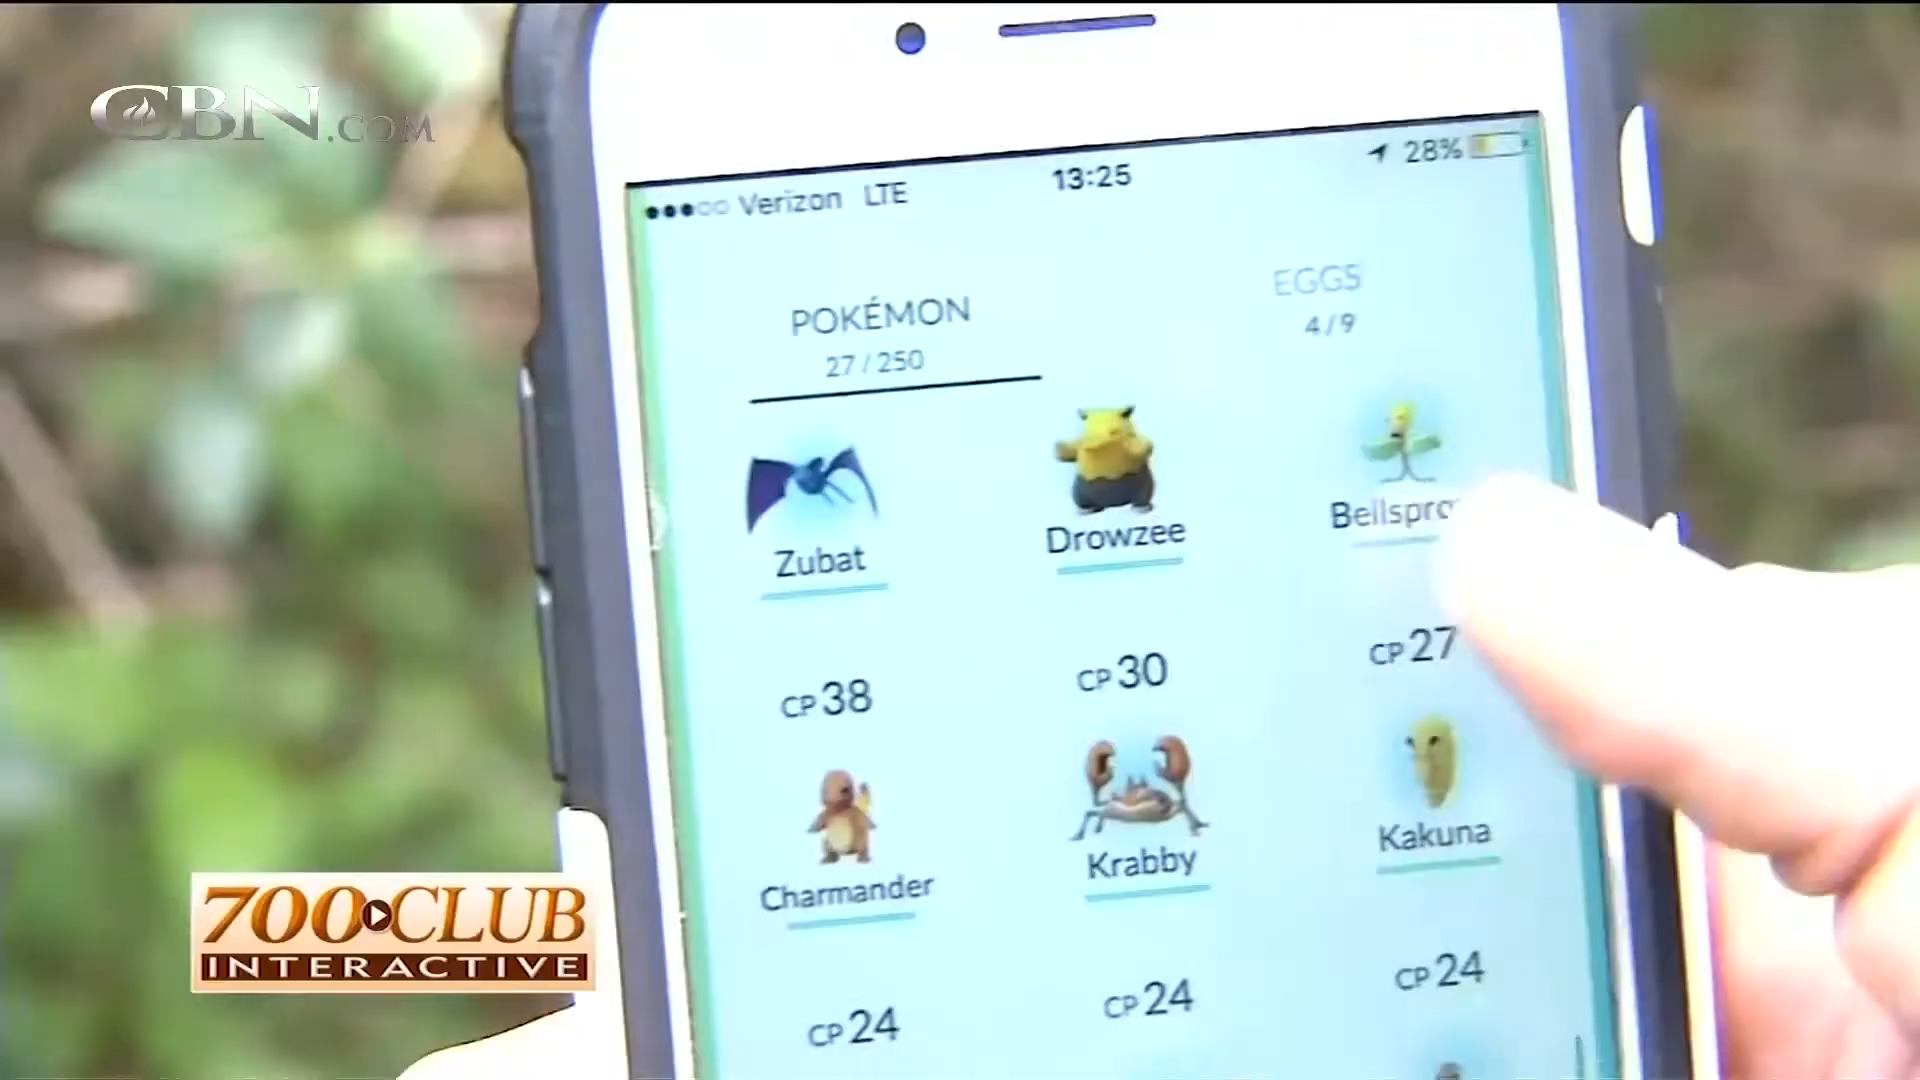 CBN.COM
Verizon LTE
13:25
28%
POKÉMON
27 / 250
EGGS
4 / 9
Zubat
Drowzee
Bellspro
CP 38
CP 30
CP 27
Charmander
Krabby
Kakuna
CP 24
CP 24
CP 24
700 CLUB
INTERACTIVE